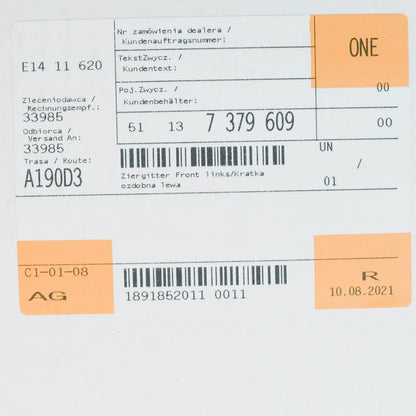 Nr zamówienia dealera /
Kundenauftragsnummer:
ONE
E14 11 620
TekstZwycz. /
Kundentext:
Poj.Zwycz. /
Kundenbehälter:
00
Zleceniodawca /
Rechnungsempf.:
33985
51 13 7 379 609
00
Odbiorca /
Versand An:
33985
UN
/
01
Trasa / Route:
A190D3
Ziergitter Front links/Kratka
ozdobna lewa
C1-01-08
AG
1891852011 0011
R
10.08.2021